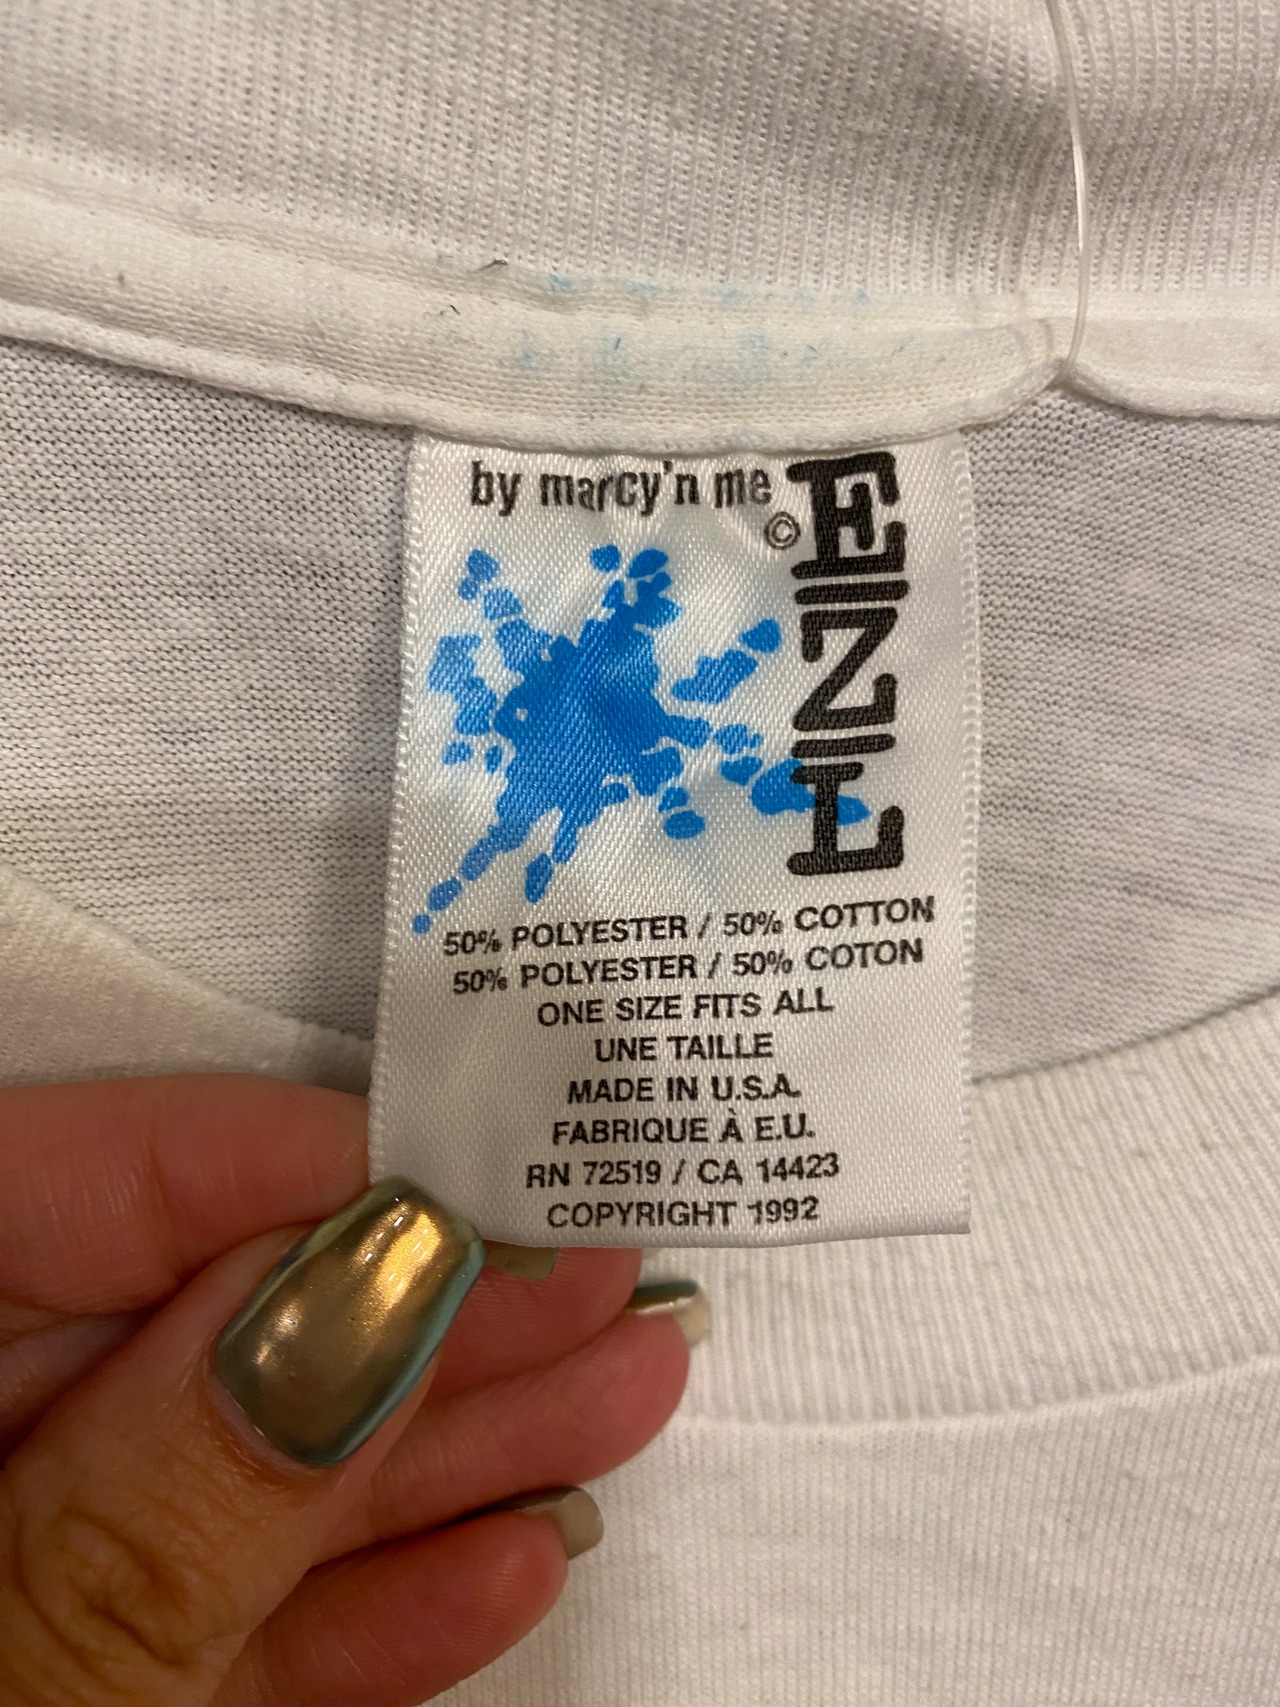 by marcy'n me
©
ENL
50% POLYESTER / 50% COTTON
50% POLYESTER / 50% COTON
ONE SIZE FITS ALL
UNE TAILLE
MADE IN U.S.A.
FABRIQUE À E.U.
RN 72519 / CA 14423
COPYRIGHT 1992